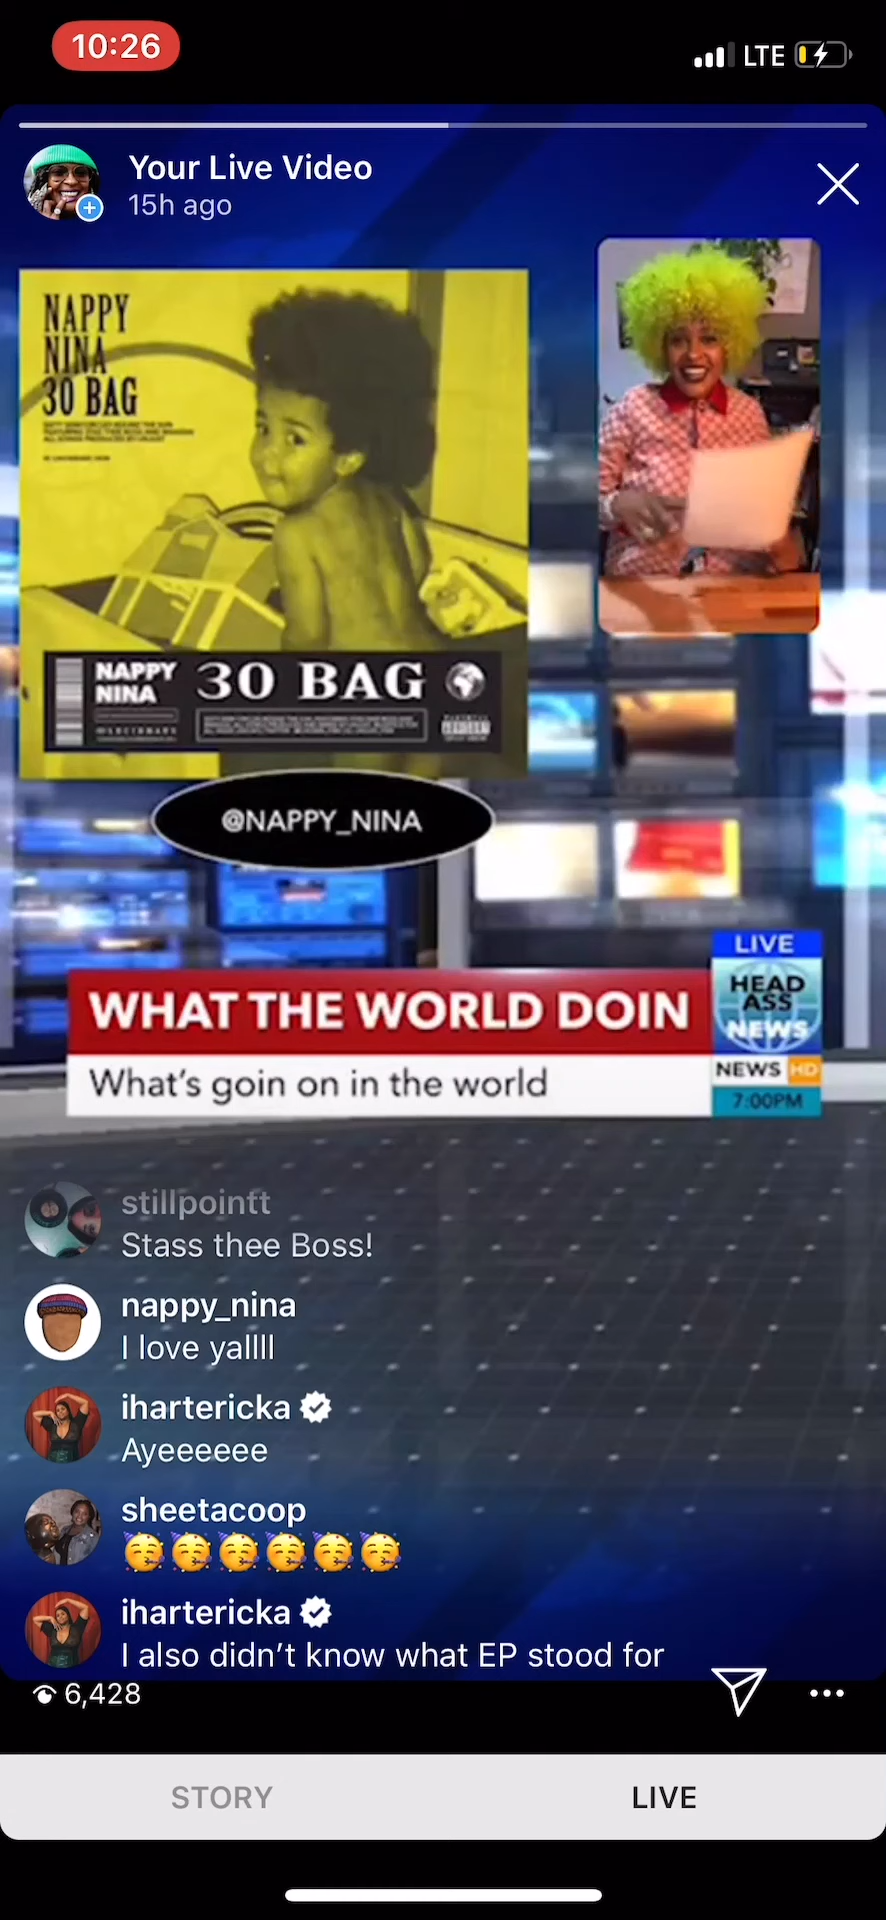 10:26
LTE
Your Live Video
15h ago
NAPPY
NINA
30 BAG
NAPPY
NINA
30 BAG
@NAPPY_NINA
LIVE
HEAD
ASS
NEWS
WHAT THE WORLD DOIN
What's goin on in the world
NEWS HD
7:00PM
stillpointt
Stass thee Boss!
nappy_nina
I love yallll
ihartericka
Ayeeeeee
sheetacoop
🥳🥳🥳🥳🥳🥳
ihartericka
I also didn't know what EP stood for
6,428
STORY
LIVE